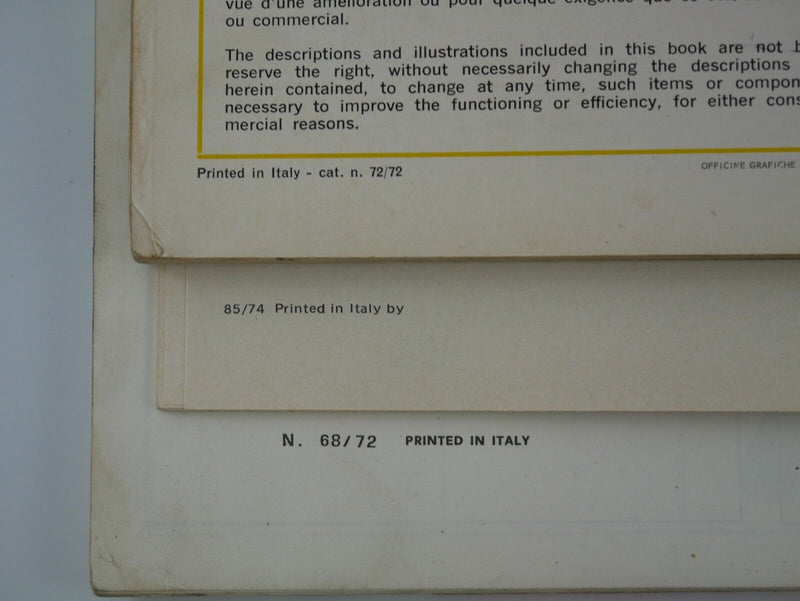 vue d'une amélioration ou pour quelque exigence que ce soit
ou commercial.
The descriptions and illustrations included in this book are not
reserve the right, without necessarily changing the descriptions
herein contained, to change at any time, such items or compon
necessary to improve the functioning or efficiency, for either cons
mercial reasons.
Printed in Italy - cat. n. 72/72
OFFICINE GRAFICHE
85/74 Printed in Italy by
N. 68/72 PRINTED IN ITALY